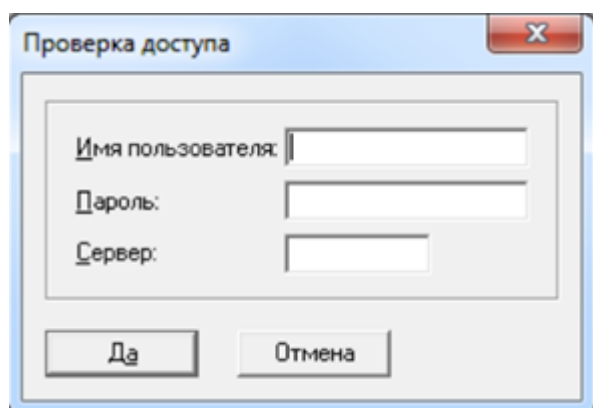 Проверка доступа
Имя пользователя:
Пароль:
Сервер:
Да
Отмена